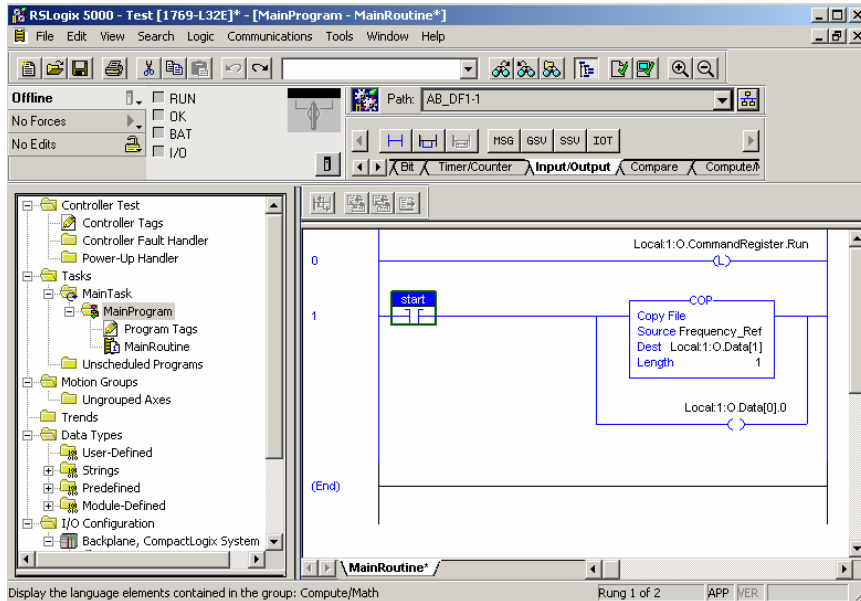 RSLogix 5000 - Test [1769-L32E]* - [MainProgram - MainRoutine*]
File Edit View Search Logic Communications Tools Window Help
Offline
RUN
No Forces
OK
No Edits
BAT
I/O
Path: AB_DF1-1
MSG GSV SSV IOT
Bit Timer/Counter Input/Output Compare
Controller Test
Controller Tags
Controller Fault Handler
Power-Up Handler
Tasks
MainTask
MainProgram
Program Tags
MainRoutine
Unscheduled Programs
Motion Groups
Ungrouped Axes
Trends
Data Types
User-Defined
Strings
Predefined
Module-Defined
I/O Configuration
Backplane, CompactLogix System
0
Local:1:O.CommandRegister.Run
(L)
1
start
COP
Copy File
Source Frequency_Ref
Dest Local:1:O.Data[1]
Length 1
Local:1:O.Data[0].0
(End)
MainRoutine*
Display the language elements contained in the group: Compute/Math
Rung 1 of 2
APP
VER